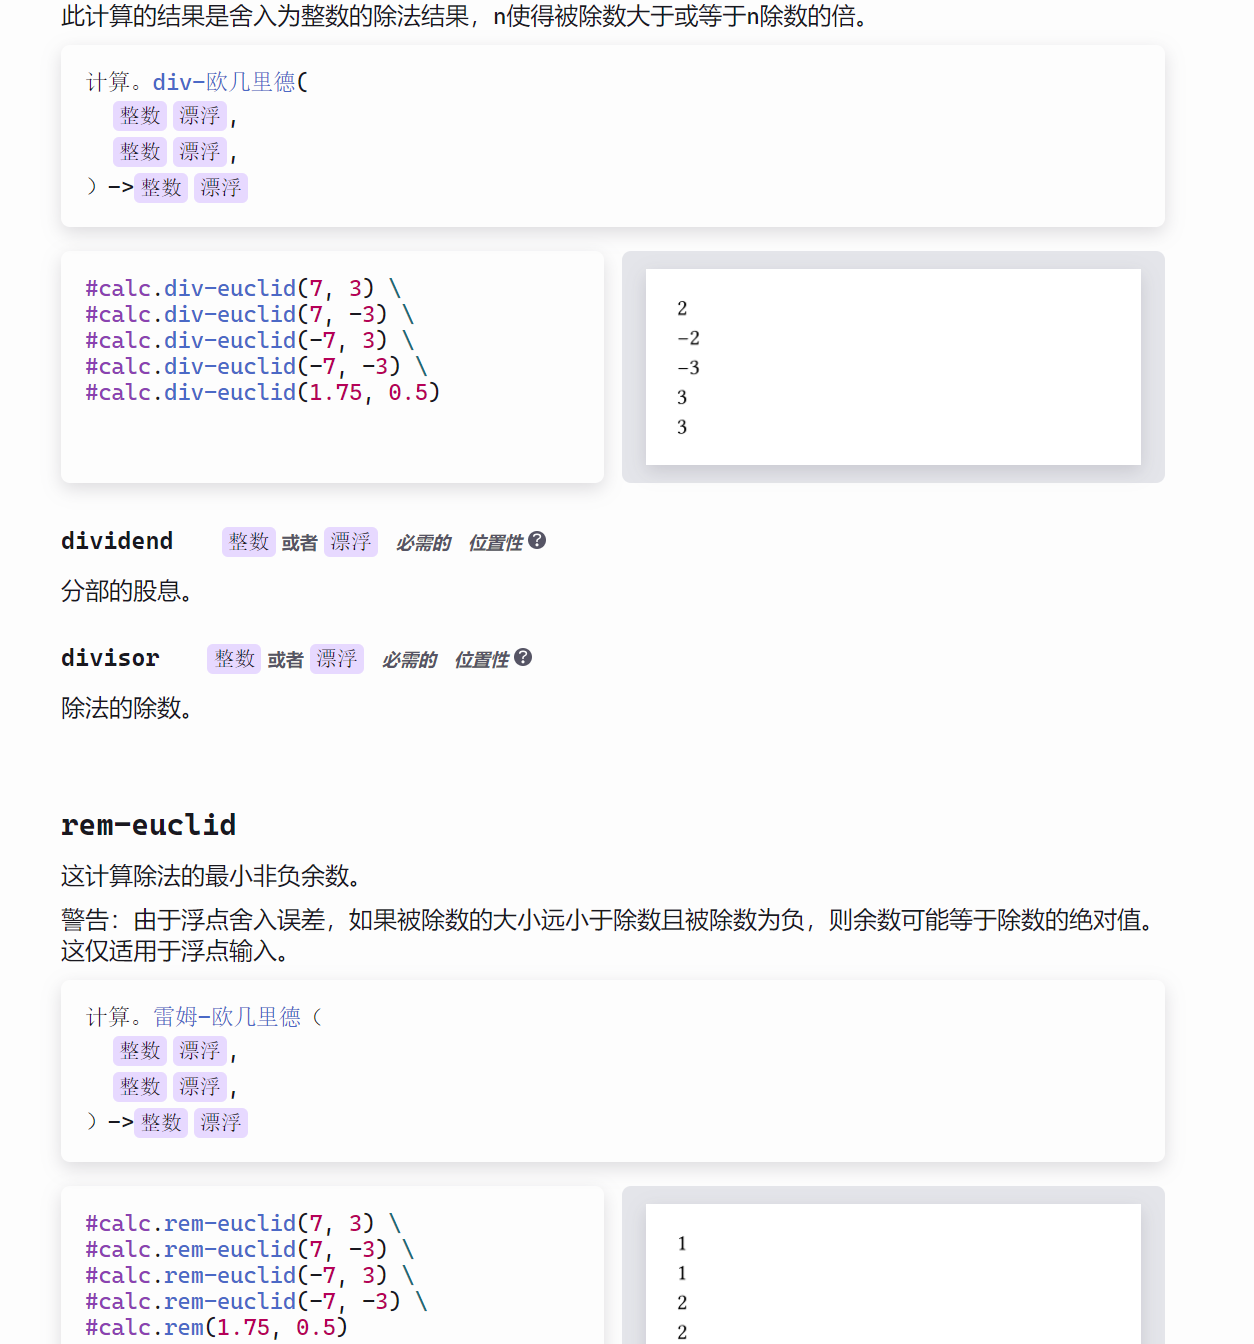 此计算的结果是舍入为整数的除法结果，n使得被除数大于或等于n除数的倍。
计算。div-欧几里德(
整数 漂浮,
整数 漂浮,
）->整数 漂浮
#calc.div-euclid(7, 3) \
#calc.div-euclid(7, -3) \
#calc.div-euclid(-7, 3) \
#calc.div-euclid(-7, -3) \
#calc.div-euclid(1.75, 0.5)
2
−2
−3
3
3
dividend 整数 或者 漂浮 必需的 位置性 ?
分部的股息。
divisor 整数 或者 漂浮 必需的 位置性 ?
除法的除数。
rem-euclid
这计算除法的最小非负余数。
警告：由于浮点舍入误差，如果被除数的大小远小于除数且被除数为负，则余数可能等于除数的绝对值。
这仅适用于浮点输入。
计算。雷姆-欧几里德（
整数 漂浮,
整数 漂浮,
）->整数 漂浮
#calc.rem-euclid(7, 3) \
#calc.rem-euclid(7, -3) \
#calc.rem-euclid(-7, 3) \
#calc.rem-euclid(-7, -3) \
#calc.rem(1.75, 0.5)
1
1
2
2